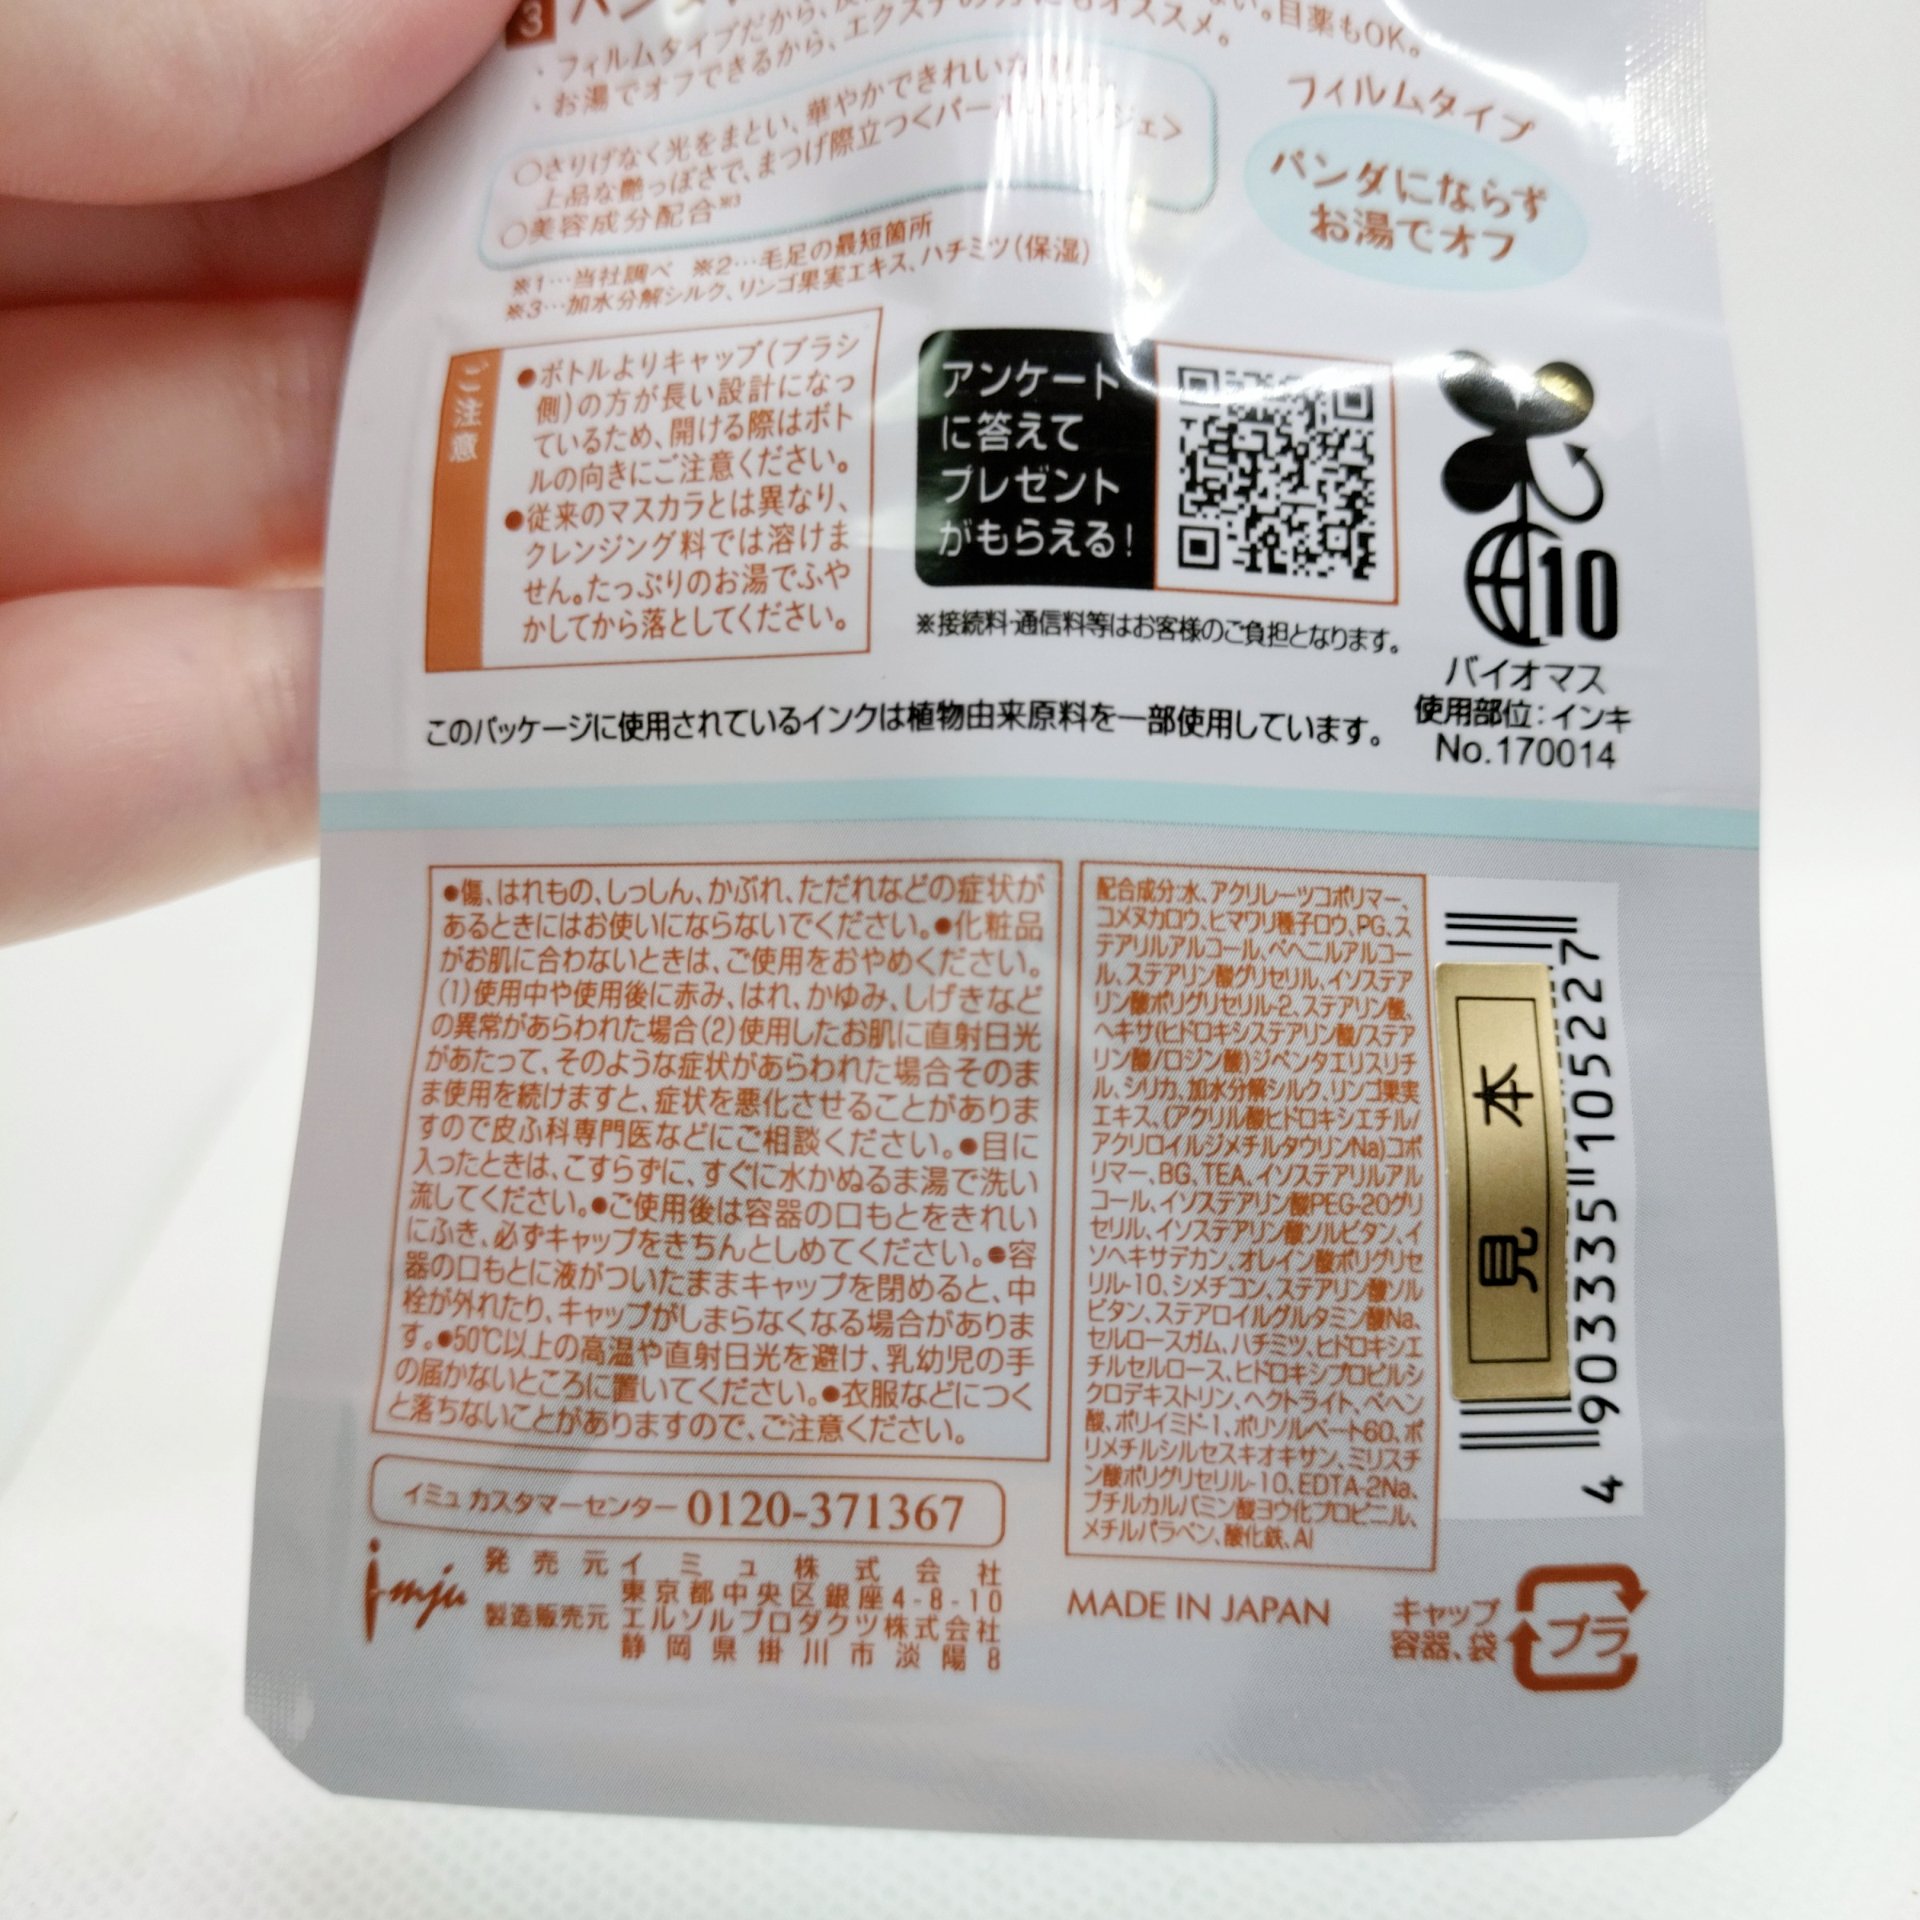 3
・フィルムタイプだから、
い。目薬もOK。
・お湯でオフできるから、エクステの方にもオススメ。
○さりげなく光をまとい、華やかできれい
上品な艶っぽさで、まつげ際立つ<パー
ンジェ>
○美容成分配合※3
※1…当社調べ ※2…毛足の最短箇所
※3…加水分解シルク、リンゴ果実エキス、ハチミツ(保湿)
フィルムタイプ
パンダにならず
お湯でオフ
ご注意
●ボトルよりキャップ(ブラシ
側)の方が長い設計になっ
ているため、開ける際はボト
ルの向きにご注意ください。
●従来のマスカラとは異なり、
クレンジング料では溶けま
せん。たっぷりのお湯でふや
かしてから落としてください。
アンケート
に答えて
プレゼント
がもらえる!
※接続料・通信料等はお客様のご負担となります。
10
バイオマス
使用部位:インキ
No.170014
このパッケージに使用されているインクは植物由来原料を一部使用しています。
●傷、はれもの、しっしん、かぶれ、ただれなどの症状が
あるときにはお使いにならないでください。●化粧品
がお肌に合わないときは、ご使用をおやめください。
(1)使用中や使用後に赤み、はれ、かゆみ、しげきなど
の異常があらわれた場合(2)使用したお肌に直射日光
があたって、そのような症状があらわれた場合そのまま
ま使用を続けますと、症状を悪化させることがありま
すので皮ふ科専門医などにご相談ください。●目に
入ったときは、こすらずに、すぐに水かぬるま湯で洗い
流してください。●ご使用後は容器の口もとをきれい
にふき、必ずキャップをきちんとしめてください。●容
器の口もとに液がついたままキャップを閉めると、中
栓が外れたり、キャップがしまらなくなる場合がありま
す。●50℃以上の高温や直射日光を避け、乳幼児の手
の届かないところに置いてください。●衣服などにつく
と落ちないことがありますので、ご注意ください。
配合成分:水、アクリレーツコポリマー、
コメヌカロウ、ヒマワリ種子ロウ、PG、ス
テアリルアルコール、ベヘニルアルコー
ル、ステアリン酸グリセリル、イソステア
リン酸ポリグリセリル-2、ステアリン酸、
ヘキサ(ヒドロキシステアリン酸/ステア
リン酸/ロジン酸)ジペンタエリスリチ
ル、シリカ、加水分解シルク、リンゴ果実
エキス、(アクリル酸ヒドロキシエチル/
アクリロイルジメチルタウリンNa)コポ
リマー、BG、TEA、イソステアリルアル
コール、イソステアリン酸PEG-20グリ
セリル、イソステアリン酸ソルビタン、イ
ソヘキサデカン、オレイン酸ポリグリセ
リル-10、シメチコン、ステアリン酸ソル
ビタン、ステアロイルグルタミン酸Na、
セルロースガム、ハチミツ、ヒドロキシエ
チルセルロース、ヒドロキシプロピルシ
クロデキストリン、ヘクトライト、ベヘン
酸、ポリイミド-1、ポリソルベート60、ポ
リメチルシルセスキオキサン、ミリスチ
ン酸ポリグリセリル-10、EDTA-2Na、
ブチルカルバミン酸ヨウ化プロピニル、
メチルパラベン、酸化鉄、Al
見本
4 903335 105227
イミュ カスタマーセンター 0120-371367
imju
発売元 イミュ株式会社
東京都中央区銀座4-8-10
製造販売元 エルソルプロダクツ株式会社
静岡県掛川市淡陽8
MADE IN JAPAN
キャップ
容器、袋
プラ